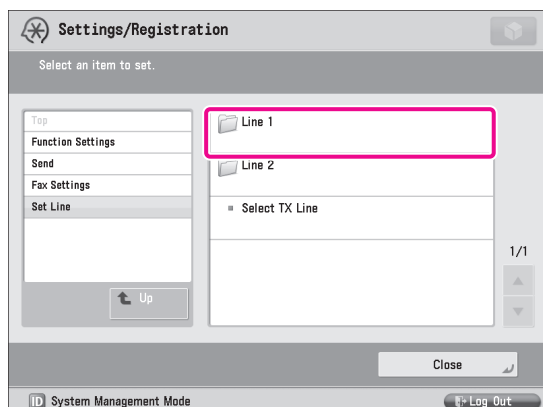 Settings/Registration
Select an item to set.
Top
Function Settings
Send
Fax Settings
Set Line
Up
Line 1
Line 2
Select TX Line
1/1
Close
ID System Management Mode
Log Out